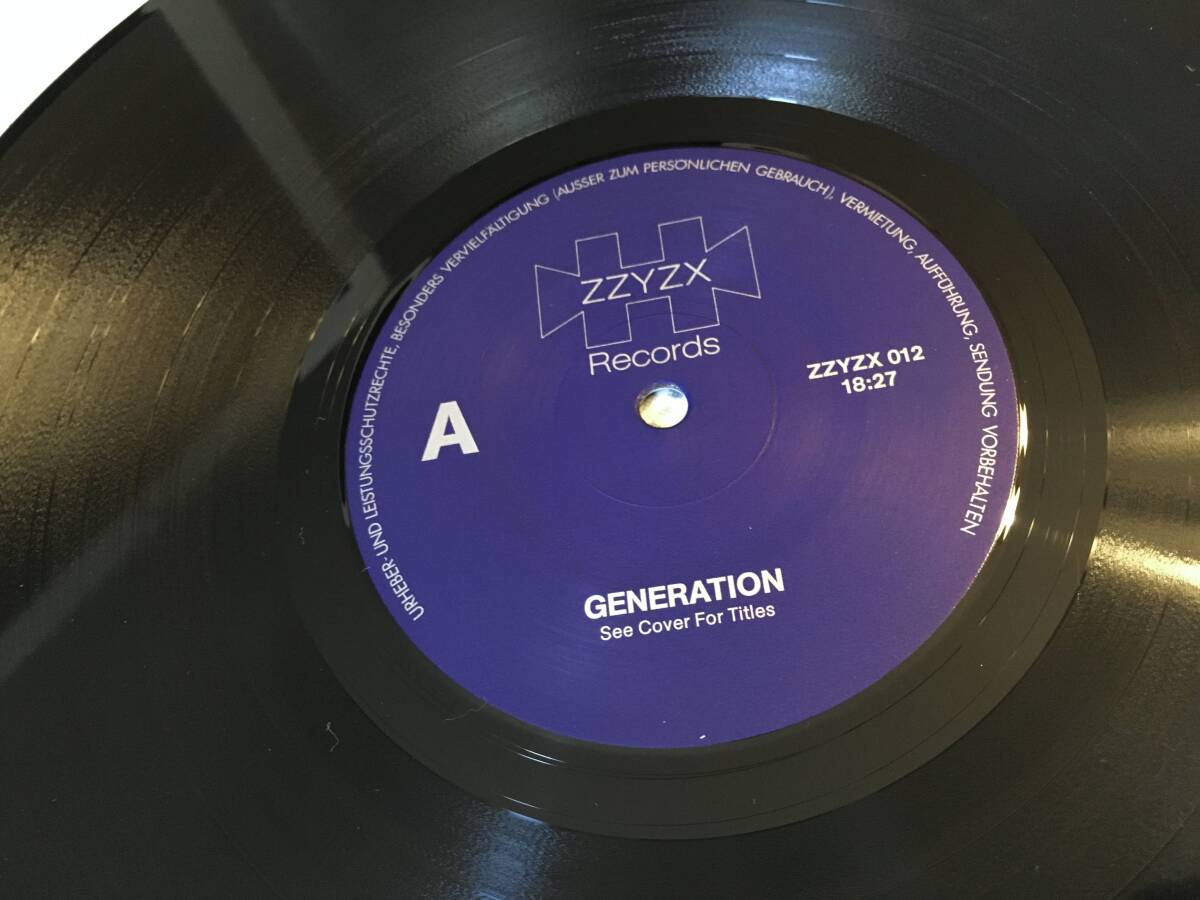 URHEBER- UND LEISTUNGSSCHUTZRECHTE, BESONDERS VERVIELFÄLTIGUNG (AUSSER ZUM PERSÖNLICHEN GEBRAUCH), VERMIETUNG, AUFFÜHRUNG, SENDUNG VORBEHALTEN
ZZYZX
Records
ZZYZX 012
18:27
A
GENERATION
See Cover For Titles